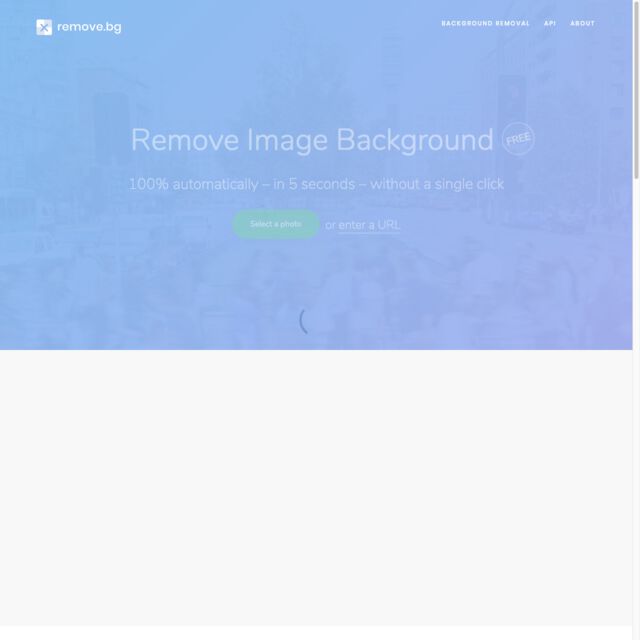 remove.bg
BACKGROUND REMOVAL API ABOUT
Remove Image Background FREE
100% automatically – in 5 seconds – without a single click
Select a photo or enter a URL